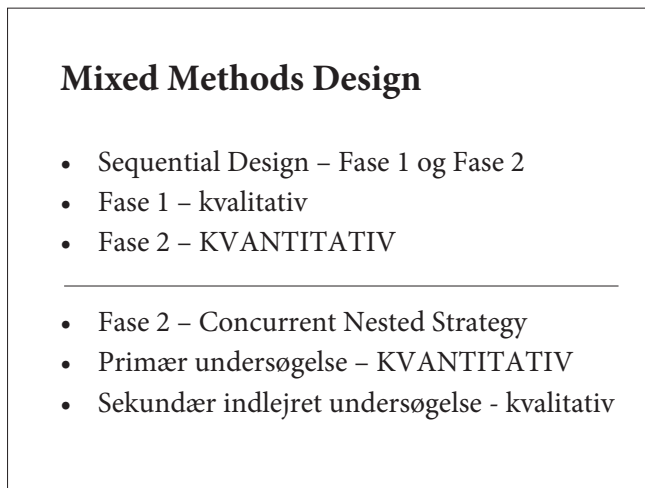 Mixed Methods Design
• Sequential Design – Fase 1 og Fase 2
• Fase 1 – kvalitativ
• Fase 2 – KVANTITATIV
• Fase 2 – Concurrent Nested Strategy
• Primær undersøgelse – KVANTITATIV
• Sekundær indlejret undersøgelse - kvalitativ